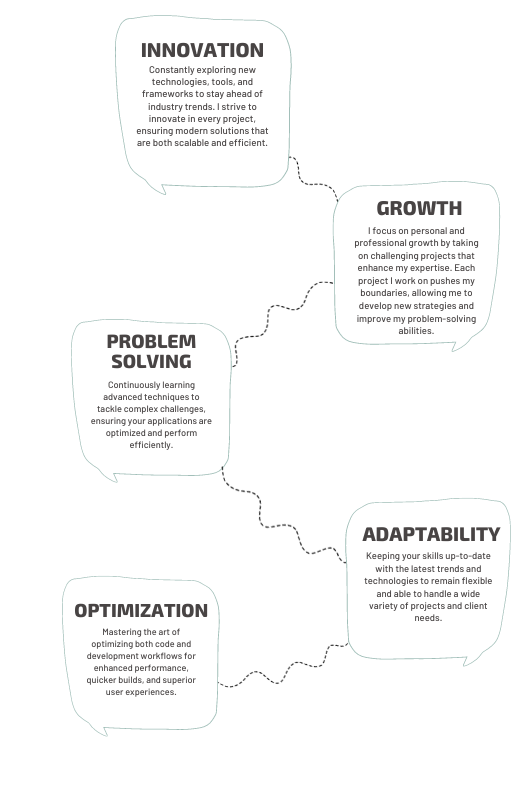 INNOVATION
Constantly exploring new
technologies, tools, and
frameworks to stay ahead of
industry trends. I strive to
innovate in every project,
ensuring modern solutions that
are both scalable and efficient.
GROWTH
I focus on personal and
professional growth by taking
on challenging projects that
enhance my expertise. Each
project I work on pushes my
boundaries, allowing me to
develop new strategies and
improve my problem-solving
abilities.
PROBLEM
SOLVING
Continuously learning
advanced techniques to
tackle complex challenges,
ensuring your applications are
optimized and perform
efficiently.
ADAPTABILITY
Keeping your skills up-to-date
with the latest trends and
technologies to remain flexible
and able to handle a wide
variety of projects and client
needs.
OPTIMIZATION
Mastering the art of
optimizing both code and
development workflows for
enhanced performance,
quicker builds, and superior
user experiences.